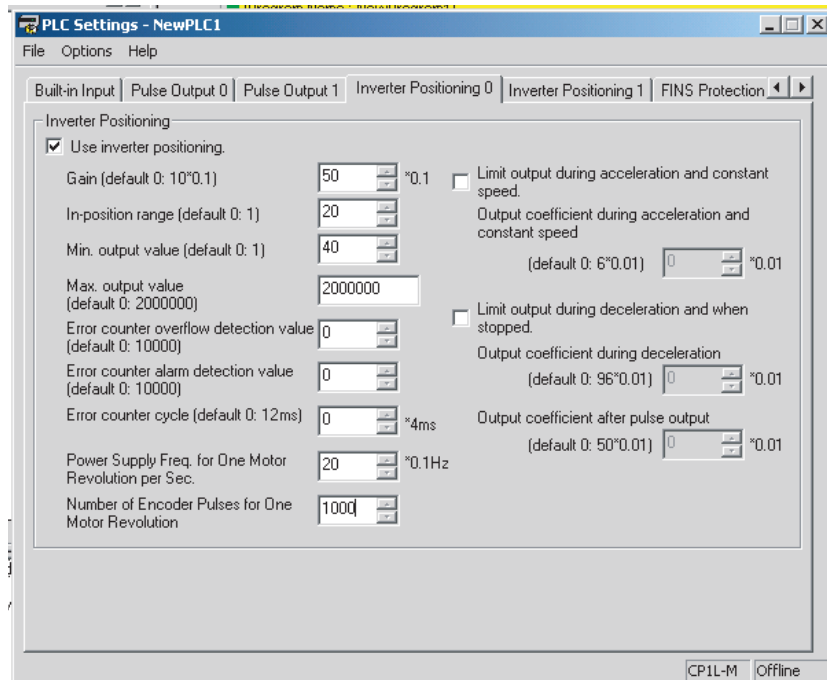 PLC Settings - NewPLC1
File Options Help
Built-in Input Pulse Output 0 Pulse Output 1 Inverter Positioning 0 Inverter Positioning 1 FINS Protection
Inverter Positioning
Use inverter positioning.
Gain (default 0: 10*0.1) 50 *0.1
In-position range (default 0: 1) 20
Min. output value (default 0: 1) 40
Max. output value
(default 0: 2000000) 2000000
Error counter overflow detection value
(default 0: 10000) 0
Error counter alarm detection value
(default 0: 10000) 0
Error counter cycle (default 0: 12ms) 0 *4ms
Power Supply Freq. for One Motor
Revolution per Sec. 20 *0.1Hz
Number of Encoder Pulses for One
Motor Revolution 1000
Limit output during acceleration and constant
speed.
Output coefficient during acceleration and
constant speed
(default 0: 6*0.01) 0 *0.01
Limit output during deceleration and when
stopped.
Output coefficient during deceleration
(default 0: 96*0.01) 0 *0.01
Output coefficient after pulse output
(default 0: 50*0.01) 0 *0.01
CP1L-M Offline